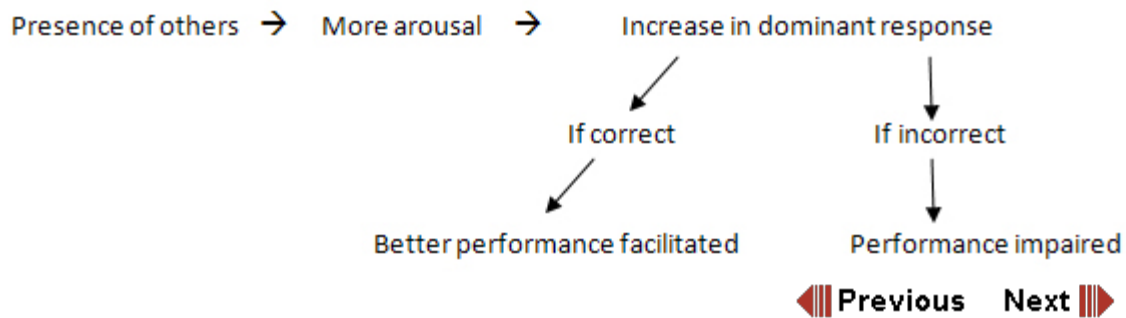 Presence of others → More arousal → Increase in dominant response
If correct If incorrect
Better performance facilitated Performance impaired
Previous Next